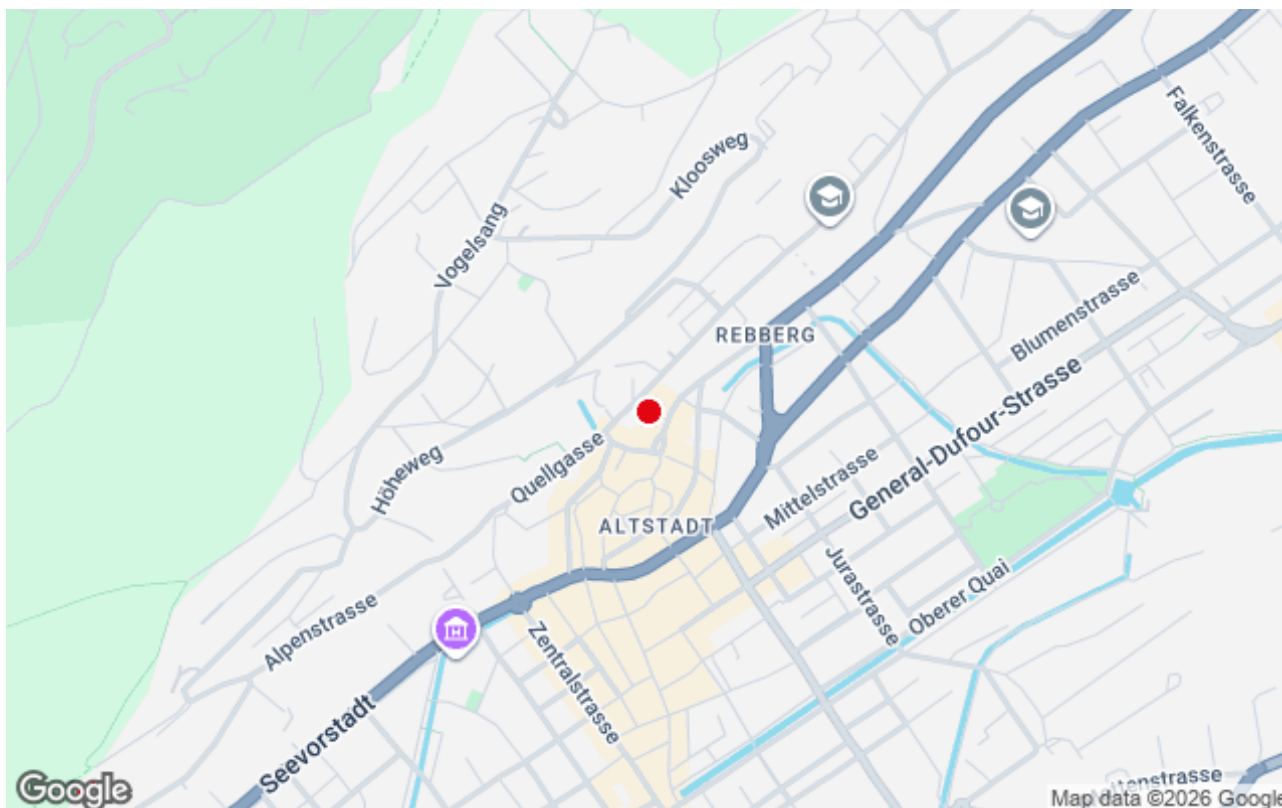 Falkenstrasse
Kloosweg
Vogelsang
Blumenstrasse
REBBERG
General-Dufour-Strasse
Höheweg
Quellgasse
Mittelstrasse
ALTSTADT
Jurastrasse
Oberer Quai
Alpenstrasse
Zentralstrasse
Seevorstadt
Google
Map data ©2026 Google